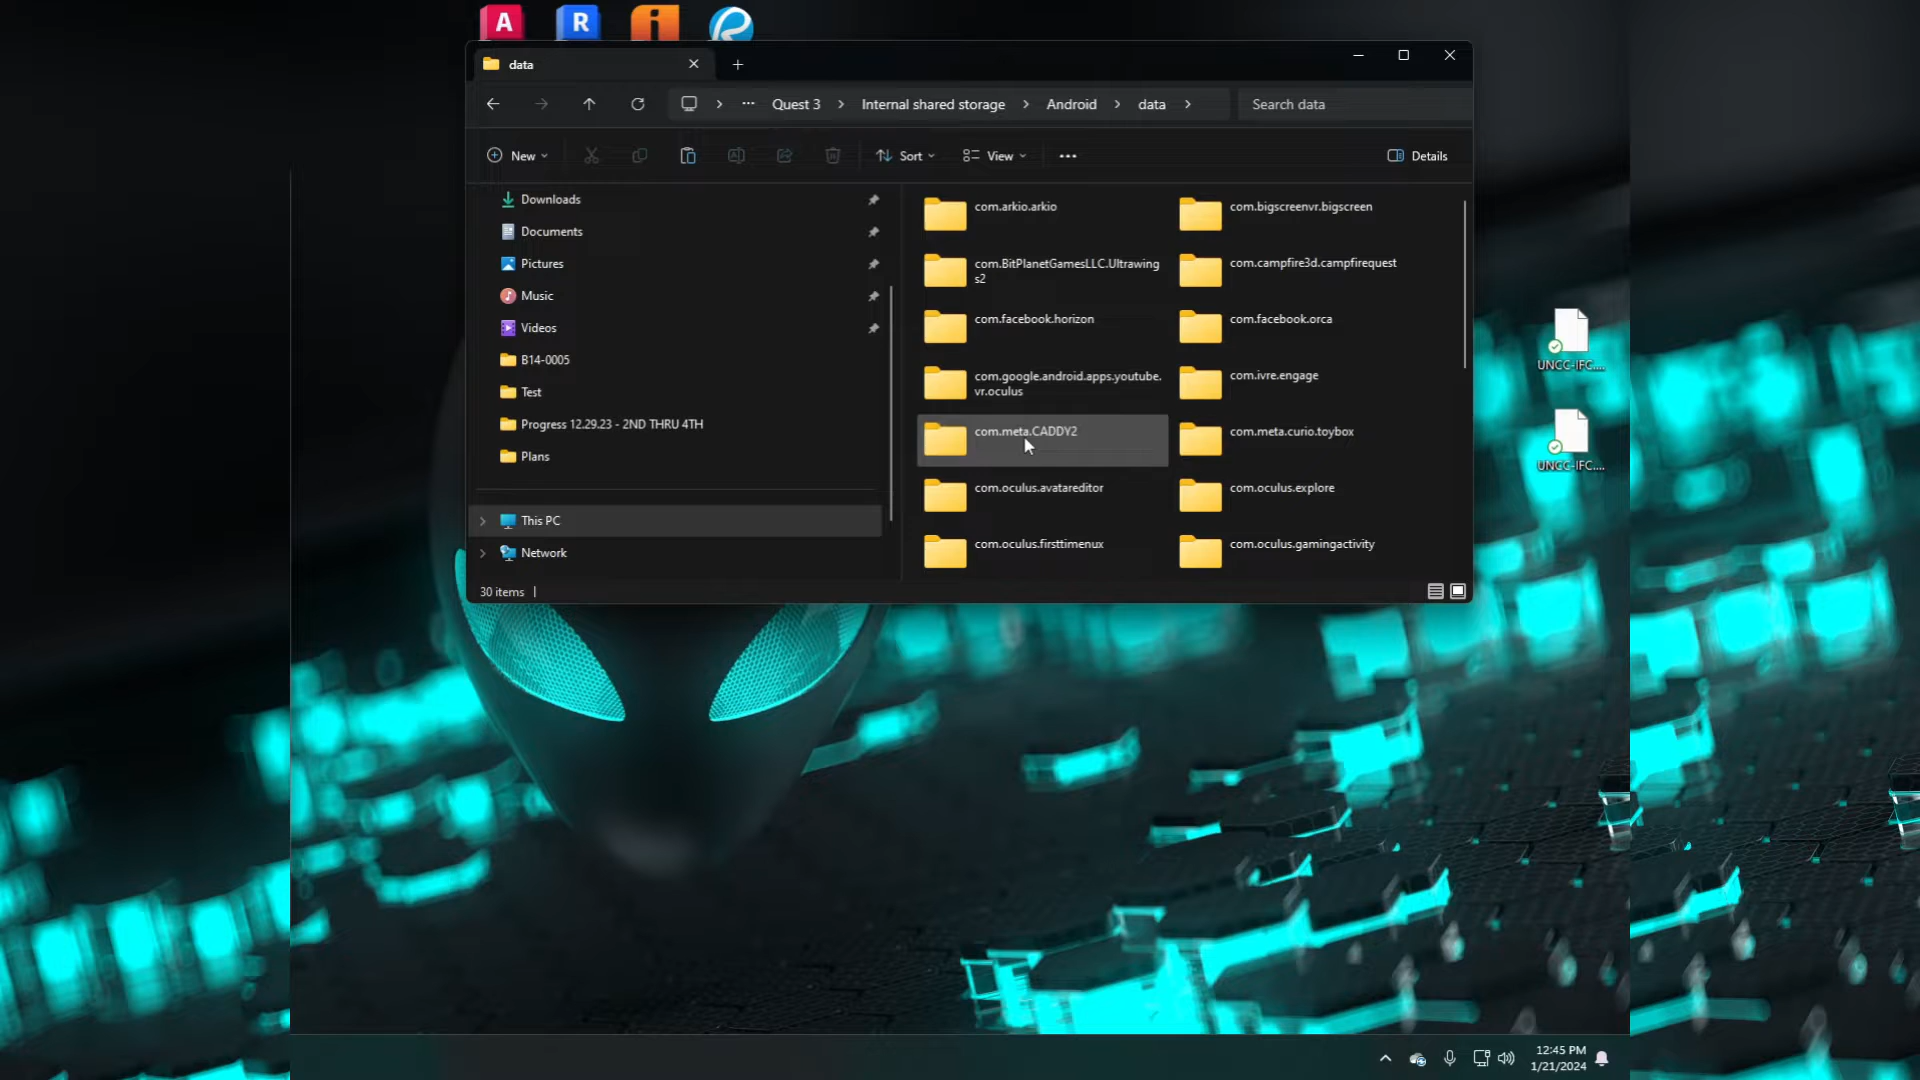 A
R
data
Quest 3
Internal shared storage
Android
data
Search data
New
Sort
View
Details
Downloads
Documents
Pictures
Music
Videos
B14-0005
Test
Progress 12.29.23 - 2ND THRU 4TH
Plans
This PC
Network
com.arkio.arkio
com.bigscreenvr.bigscreen
com.BitPlanetGamesLLC.Ultrawing
s2
com.campfire3d.campfirequest
com.facebook.horizon
com.facebook.orca
com.google.android.apps.youtube.
vr.oculus
com.ivre.engage
com.meta.CADDY2
com.meta.curio.toybox
com.oculus.avatareditor
com.oculus.explore
com.oculus.firsttimenux
com.oculus.gamingactivity
30 items
UNCC-IFC....
UNCC-IFC....
12:45 PM
1/21/2024